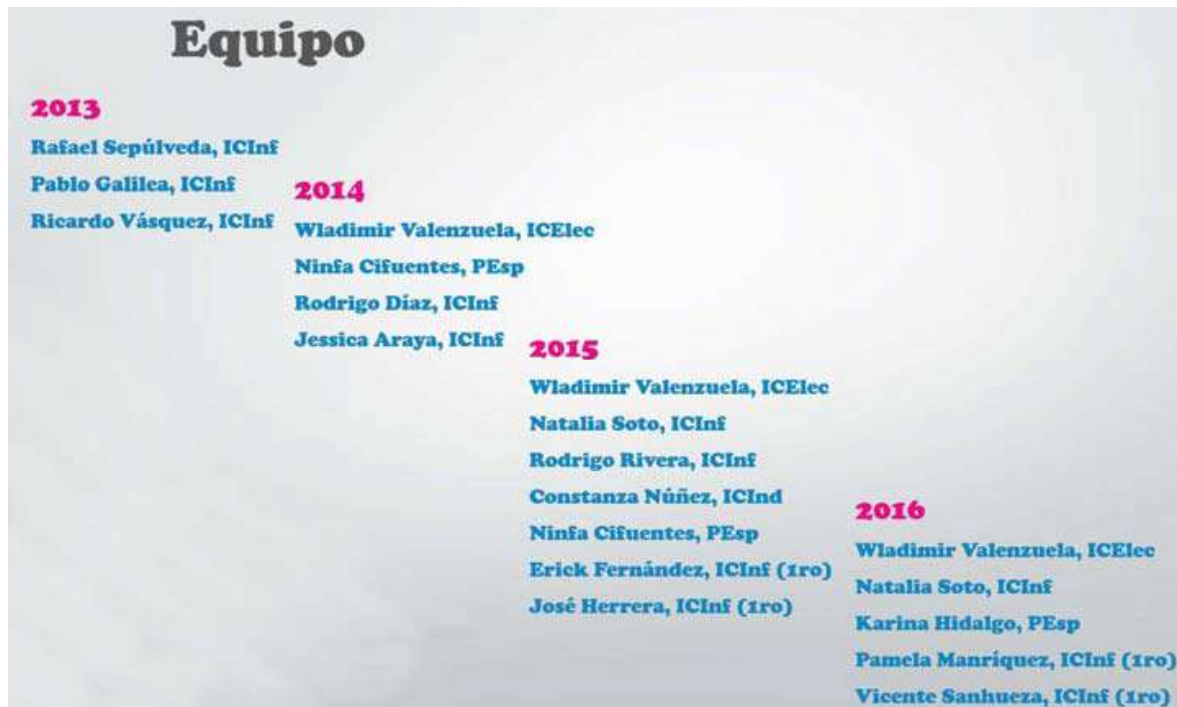 Equipo
2013
Rafael Sepúlveda, ICInf
Pablo Galilea, ICInf
Ricardo Vásquez, ICInf
2014
Wladimir Valenzuela, ICElec
Ninfa Cifuentes, PEsp
Rodrigo Díaz, ICInf
Jessica Araya, ICInf
2015
Wladimir Valenzuela, ICElec
Natalia Soto, ICInf
Rodrigo Rivera, ICInf
Constanza Núñez, ICInd
Ninfa Cifuentes, PEsp
Erick Fernández, ICInf (1ro)
José Herrera, ICInf (1ro)
2016
Wladimir Valenzuela, ICElec
Natalia Soto, ICInf
Karina Hidalgo, PEsp
Pamela Manríquez, ICInf (1ro)
Vicente Sanhueza, ICInf (1ro)